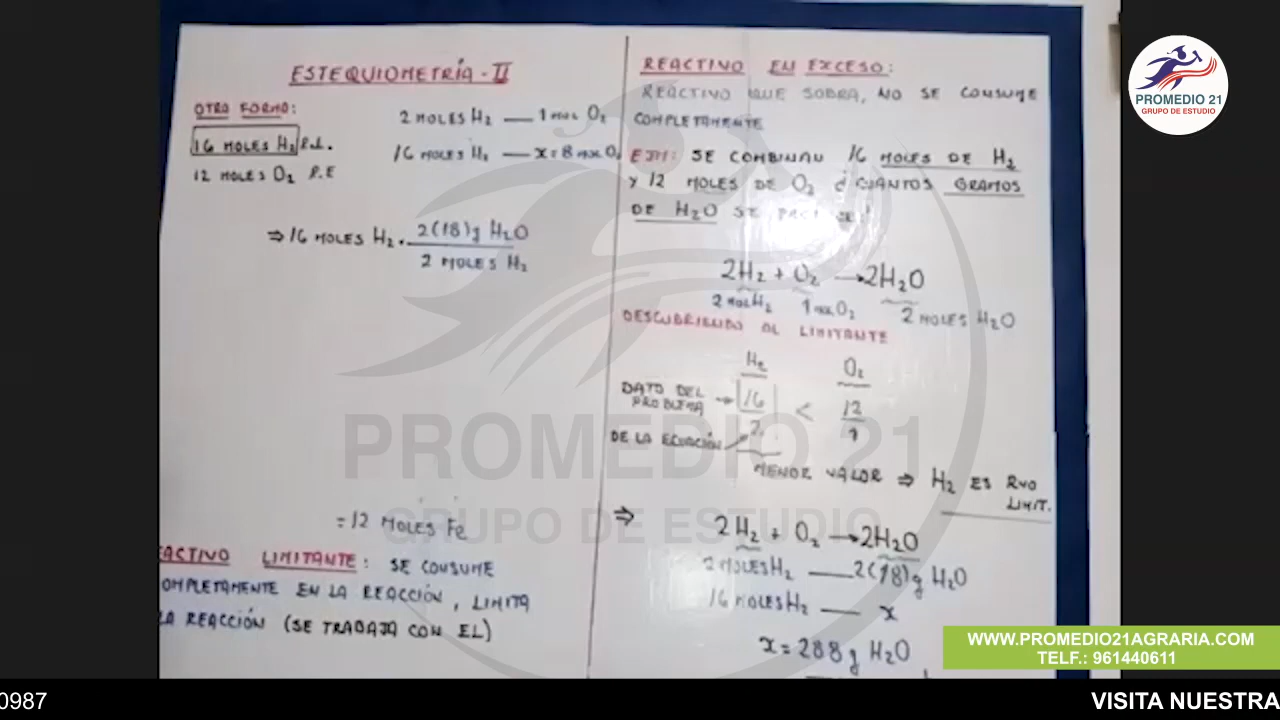 ESTEQUIOMETRÍA - II
OTRA FORMA:
16 MOLES H₂ R.L.
12 MOLES O₂ R.E
2 MOLES H₂ — 1 MOL O₂
16 MOLES H₂ — x = 8 MOL O₂
⇒ 16 MOLES H₂ . 2(18)g H₂O
2 MOLES H₂
= 12 MOLES Fe
EACTIVO LIMITANTE: SE CONSUME
OMPLETAMENTE EN LA REACCIÓN, LIMITA
LA REACCIÓN (SE TRABAJA CON EL)
REACTIVO EN EXCESO:
REACTIVO QUE SOBRA, NO SE CONSUME
COMPLETAMENTE
EJM: SE COMBINAN 16 MOLES DE H₂
Y 12 MOLES DE O₂ ¿CUANTOS GRAMOS
DE H₂O SE
2H₂ + O₂ → 2H₂O
2 MOL H₂ 1 MOL O₂ 2 MOLES H₂O
DESCUBRIENDO AL LIMITANTE
H₂ O₂
DATO DEL
PROBLEMA → 16 < 12
DE LA ECUACIÓN 2 1
MENOR VALOR ⇒ H₂ ES RVO
LIMIT.
⇒ 2H₂ + O₂ → 2H₂O
2 MOLES H₂ — 2(18)g H₂O
16 MOLES H₂ — x
x = 288 g H₂O
PROMEDIO 21
GRUPO DE ESTUDIO
PROMEDIO 21
GRUPO DE ESTUDIO
WWW.PROMEDIO21AGRARIA.COM
TELF.: 961440611
0987
VISITA NUESTRA